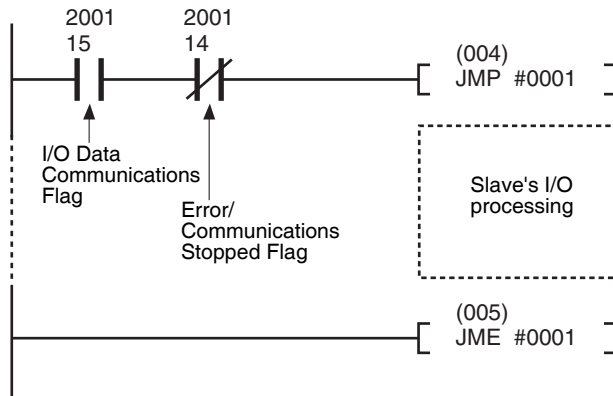 2001
15
2001
14
(004)
JMP #0001
I/O Data
Communications
Flag
Error/
Communications
Stopped Flag
Slave's I/O
processing
(005)
JME #0001